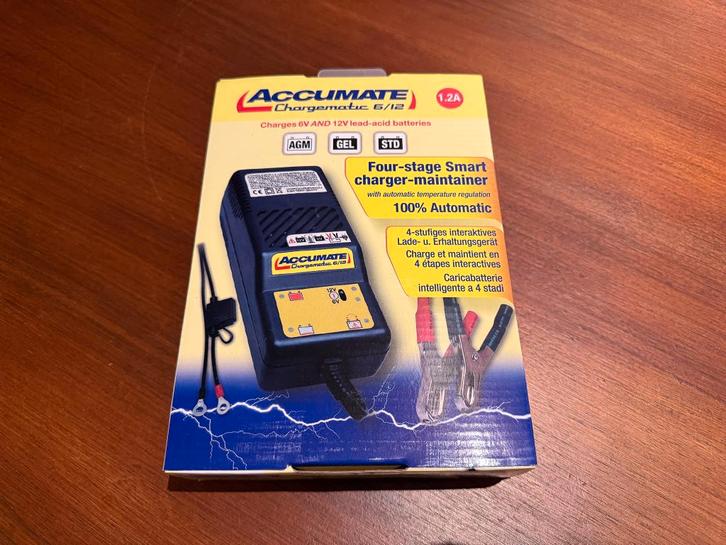 ACCUMATE
Chargematic 6/12
1.2A
Charges 6V AND 12V lead-acid batteries
AGM
GEL
STD
Four-stage Smart
charger-maintainer
with automatic temperature regulation
100% Automatic
4-stufiges interaktives
Lade- u. Erhaltungsgerät
Charge et maintient en
4 étapes interactives
Caricabatterie
intelligente a 4 stadi
ACCUMATE
Chargematic 6/12
12V
6V